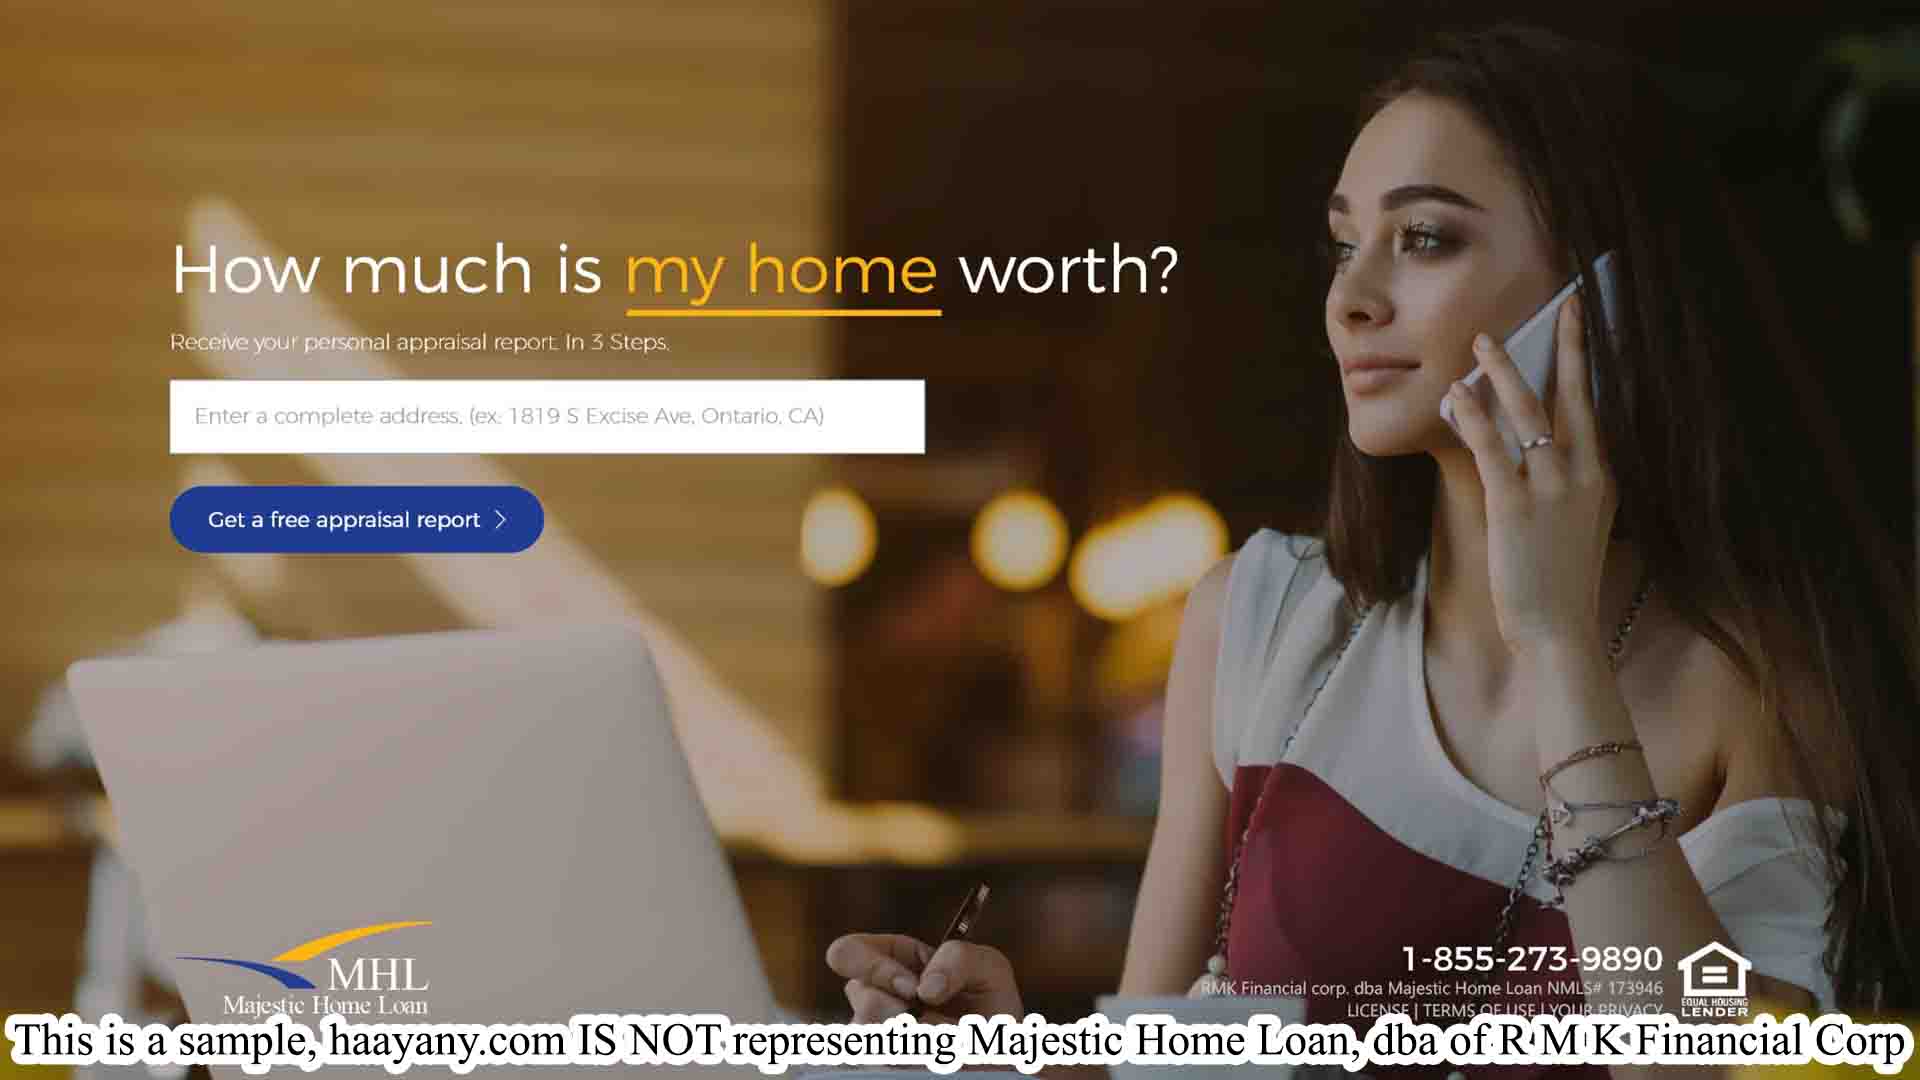 How much is my home worth?
Receive your personal appraisal report. In 3 Steps.
Enter a complete address. (ex: 1819 S Excise Ave, Ontario, CA)
Get a free appraisal report
MHL
Majestic Home Loan
1-855-273-9890
RMK Financial corp. dba Majestic Home Loan NMLS# 173946
LICENSE | TERMS OF USE | YOUR PRIVACY
EQUAL HOUSING
LENDER
This is a sample, haayany.com IS NOT representing Majestic Home Loan, dba of R M K Financial Corp